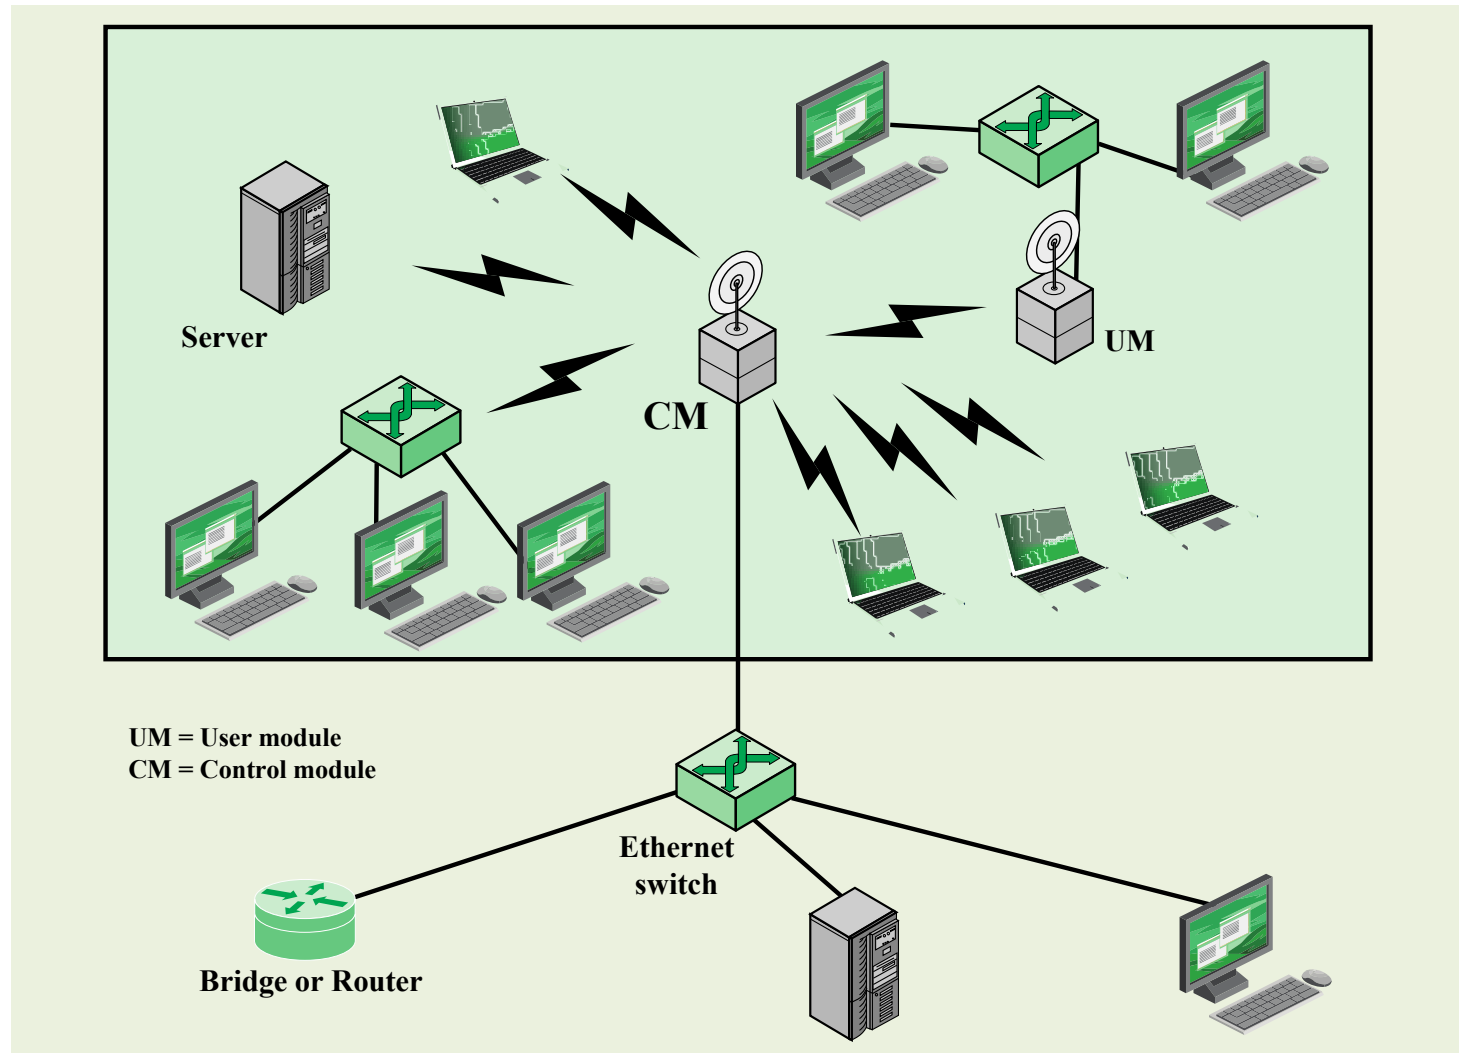 Server
UM
CM
UM = User module
CM = Control module
Ethernet
switch
Bridge or Router